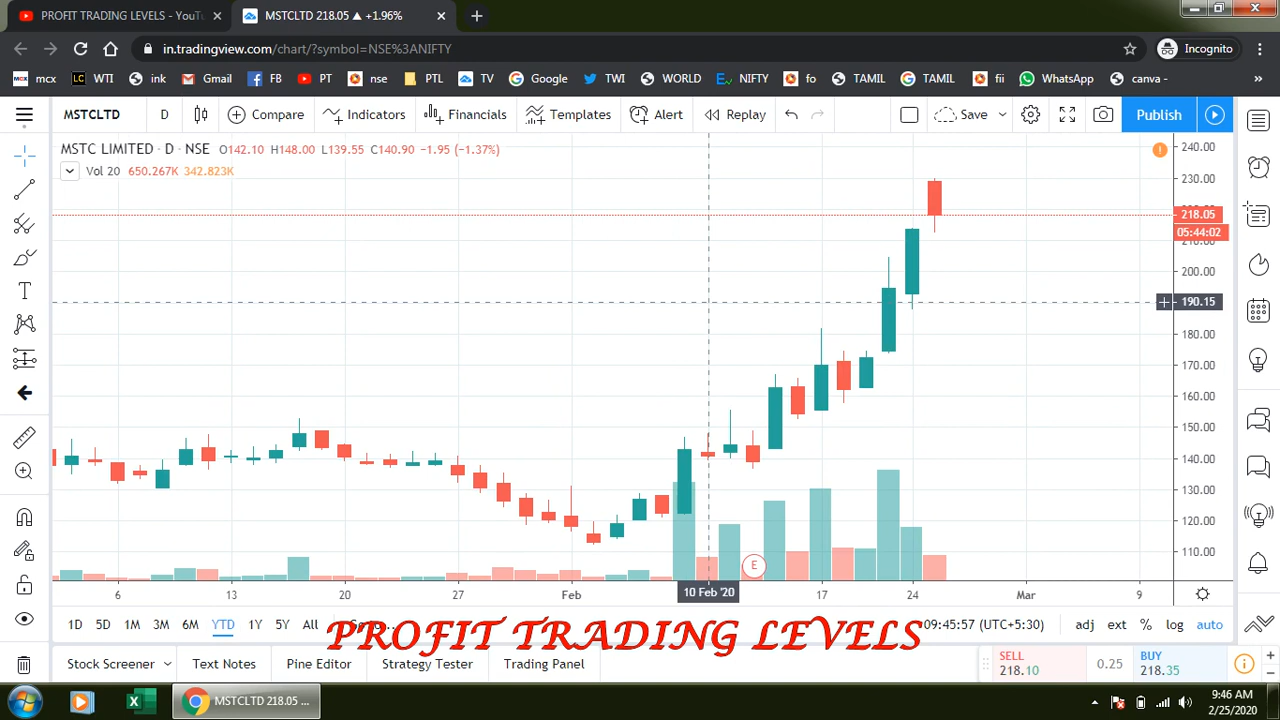 PROFIT TRADING LEVELS - YouT
MSTCLTD 218.05 ▲ +1.96%
in.tradingview.com/chart/?symbol=NSE%3ANIFTY
Incognito
mcx WTI ink Gmail FB PT nse PTL TV Google TWI WORLD NIFTY fo TAMIL TAMIL fii WhatsApp canva - »
MSTCLTD D Compare Indicators Financials Templates Alert Replay Save Publish
MSTC LIMITED · D · NSE O142.10 H148.00 L139.55 C140.90 −1.95 (−1.37%)
Vol 20 650.267K 342.823K
240.00
230.00
218.05
05:44:02
210.00
200.00
190.15
180.00
170.00
160.00
150.00
140.00
130.00
120.00
110.00
E
6 13 20 27 Feb 10 Feb '20 17 24 Mar 9
1D 5D 1M 3M 6M YTD 1Y 5Y All
09:45:57 (UTC+5:30) adj ext % log auto
PROFIT TRADING LEVELS
Stock Screener Text Notes Pine Editor Strategy Tester Trading Panel
SELL
218.10
0.25
BUY
218.35
MSTCLTD 218.05 ...
9:46 AM
2/25/2020